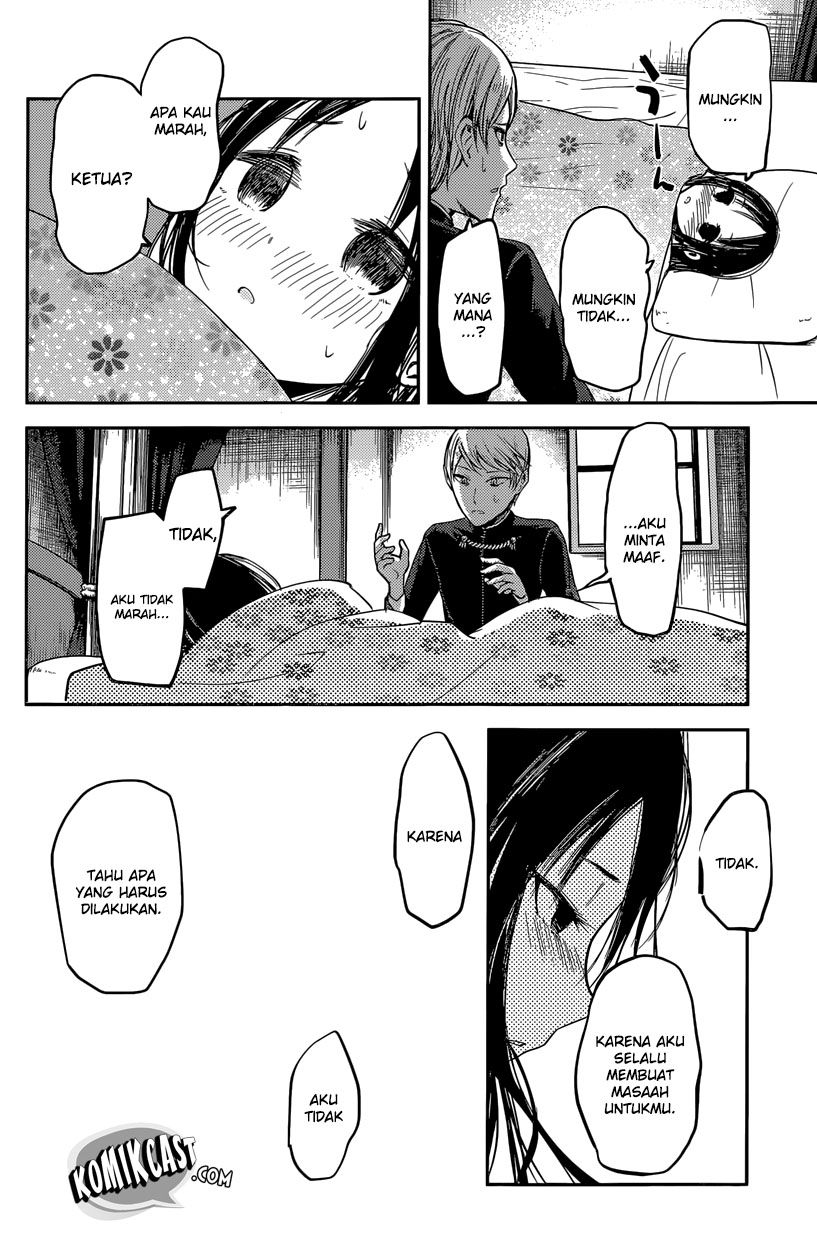 MUNGKIN
...
YANG
MANA
...?
MUNGKIN
TIDAK...
APA KAU
MARAH,
KETUA?
...AKU
MINTA
MAAF.
TIDAK,
AKU TIDAK
MARAH...
TIDAK.
KARENA AKU
SELALU
MEMBUAT
MASAAH
UNTUKMU.
KARENA
AKU
TIDAK
TAHU APA
YANG HARUS
DILAKUKAN.
KOMIKCAST
.COM